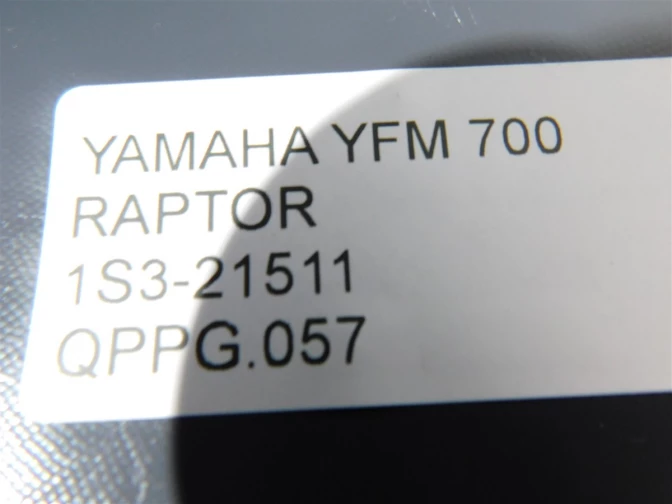 YAMAHA YFM 700
RAPTOR
1S3-21511
QPPG.057